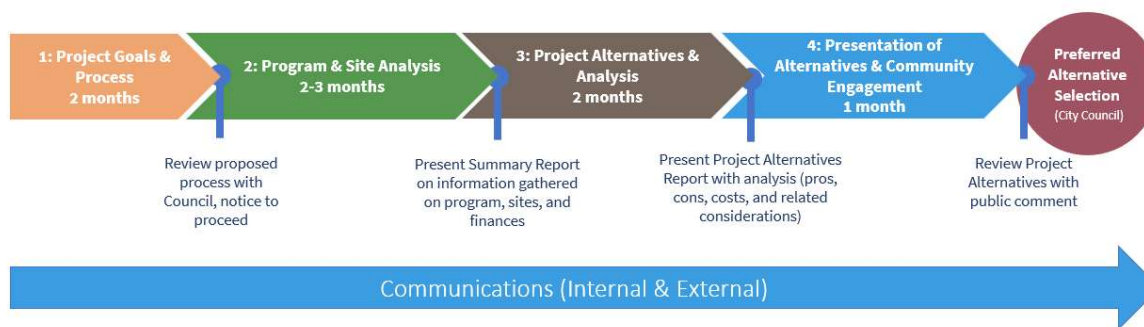 1: Project Goals &
Process
2 months
2: Program & Site Analysis
2-3 months
3: Project Alternatives &
Analysis
2 months
4: Presentation of
Alternatives & Community
Engagement
1 month
Preferred
Alternative
Selection
(City Council)
Review proposed
process with
Council, notice to
proceed
Present Summary Report
on information gathered
on program, sites, and
finances
Present Project Alternatives
Report with analysis (pros,
cons, costs, and related
considerations)
Review Project
Alternatives with
public comment
Communications (Internal & External)